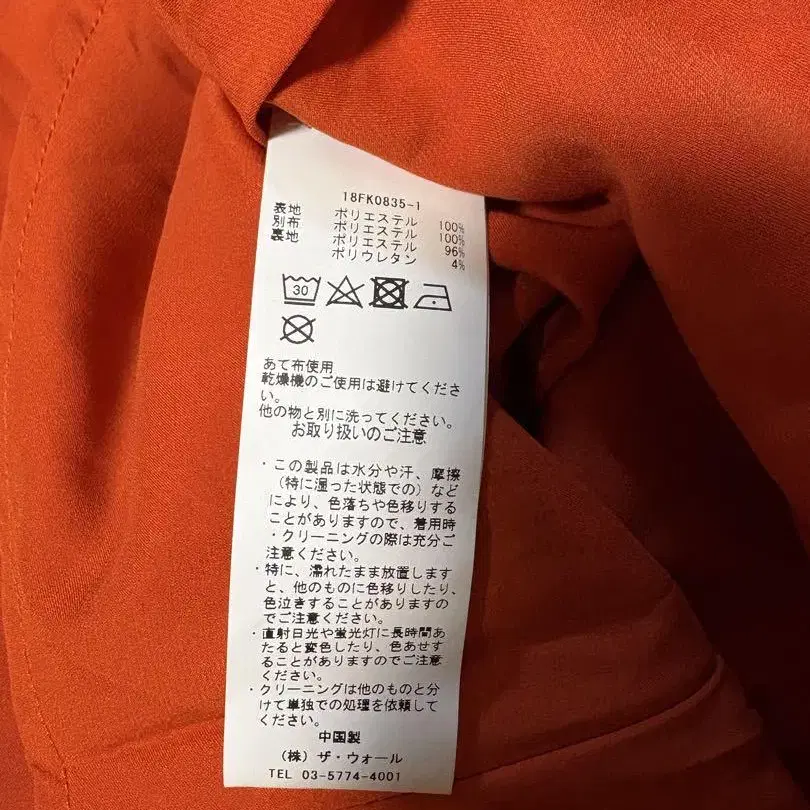 18FK0835-1
表地 ポリエステル 100%
別布 ポリエステル 100%
裏地 ポリエステル 96%
ポリウレタン 4%
30
あて布使用
乾燥機のご使用は避けてくださ
い。
他の物と別に洗ってください。
お取り扱いのご注意
・この製品は水分や汗、摩擦
（特に湿った状態での）など
により、色落ちや色移りする
ことがありますので、着用時
・クリーニングの際は充分ご
注意ください。
・特に、濡れたまま放置します
と、他のものに色移りしたり、
色泣きすることがありますの
でご注意ください。
・直射日光や蛍光灯に長時間あ
たると変色したり、色あせす
ることがありますのでご注意
ください。
・クリーニングは他のものと分
けて単独での処理を依頼して
ください。
中国製
（株）ザ・ウォール
TEL 03-5774-4001